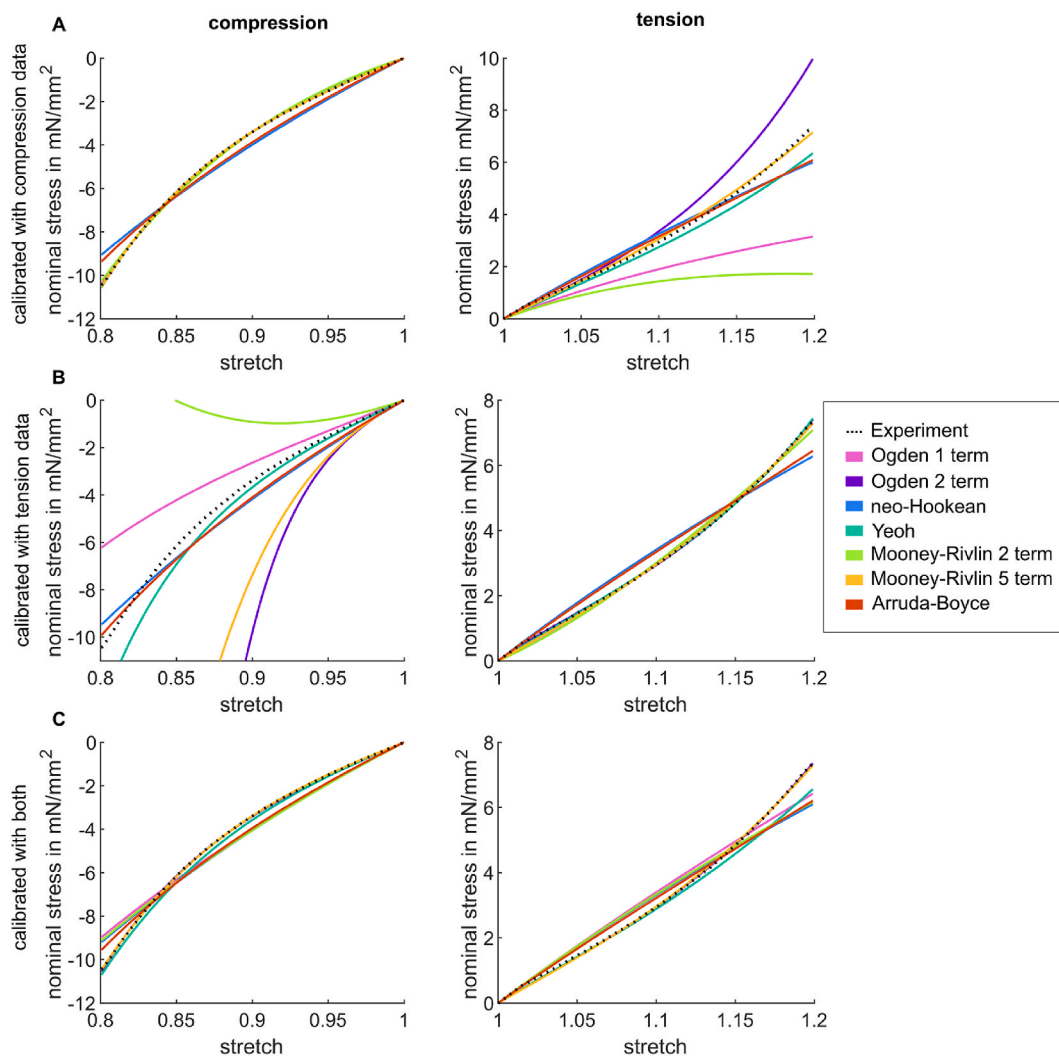 A
compression
tension
calibrated with compression data
nominal stress in mN/mm²
0
-2
-4
-6
-8
-10
-12
0.8
0.85
0.9
0.95
1
stretch
nominal stress in mN/mm²
10
8
6
4
2
0
1
1.05
1.1
1.15
1.2
stretch
B
calibrated with tension data
nominal stress in mN/mm²
0
-2
-4
-6
-8
-10
0.8
0.85
0.9
0.95
1
stretch
nominal stress in mN/mm²
8
6
4
2
0
1
1.05
1.1
1.15
1.2
stretch
Experiment
Ogden 1 term
Ogden 2 term
neo-Hookean
Yeoh
Mooney-Rivlin 2 term
Mooney-Rivlin 5 term
Arruda-Boyce
C
calibrated with both
nominal stress in mN/mm²
0
-2
-4
-6
-8
-10
-12
0.8
0.85
0.9
0.95
1
stretch
nominal stress in mN/mm²
8
6
4
2
0
1
1.05
1.1
1.15
1.2
stretch